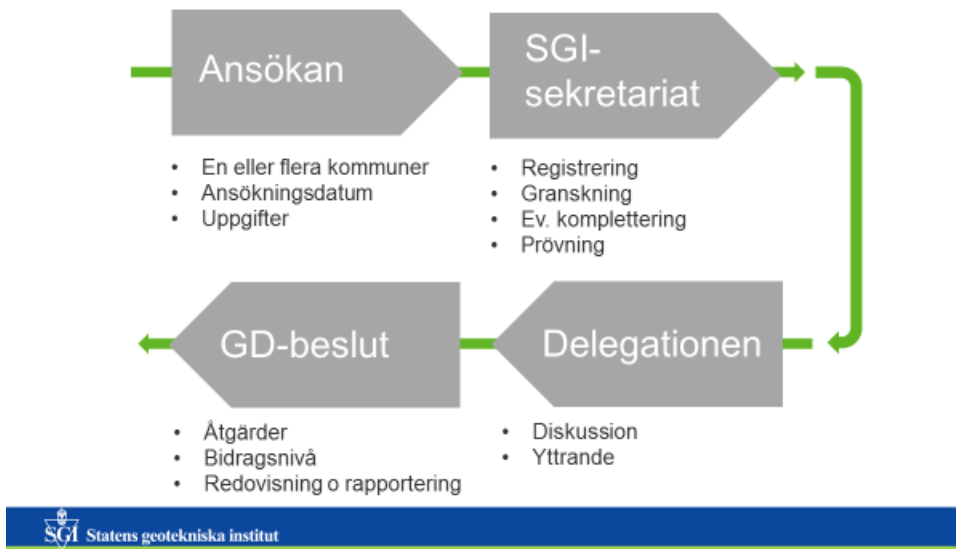 Ansökan
• En eller flera kommuner
• Ansökningsdatum
• Uppgifter
SGI-
sekretariat
• Registrering
• Granskning
• Ev. komplettering
• Prövning
Delegationen
• Diskussion
• Yttrande
GD-beslut
• Åtgärder
• Bidragsnivå
• Redovisning o rapportering
SGI Statens geotekniska institut